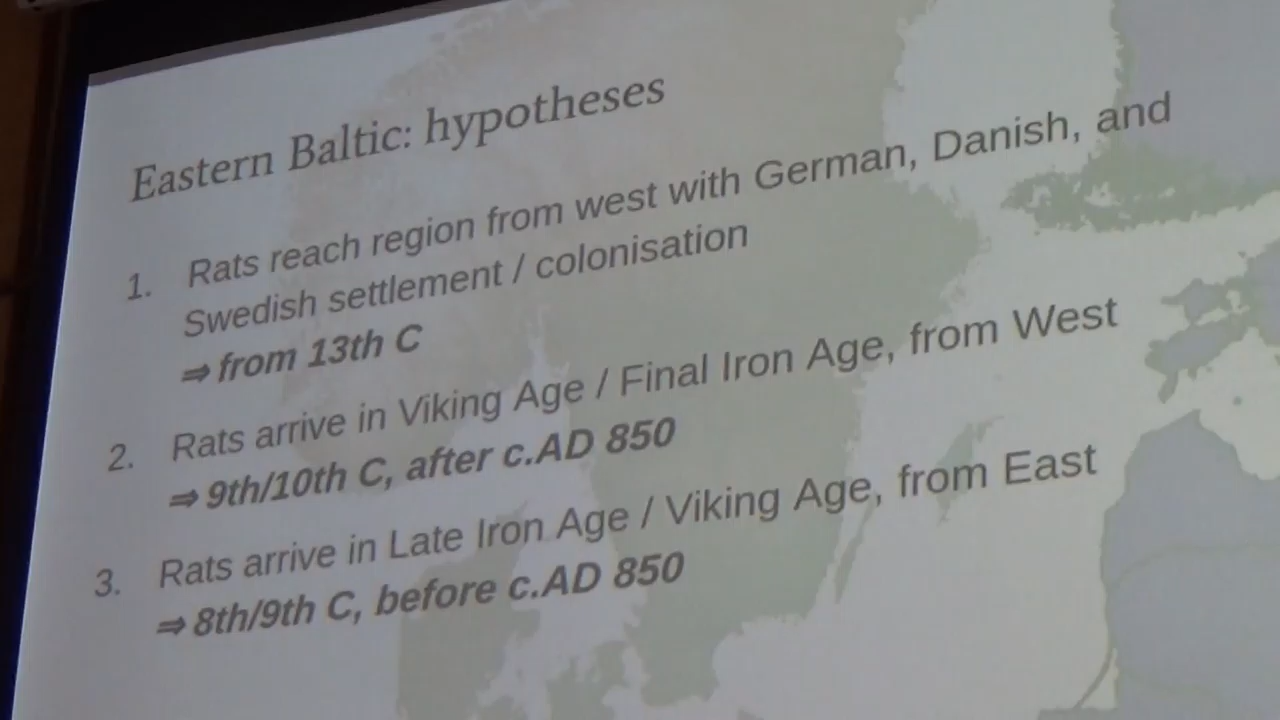 Eastern Baltic: hypotheses
1. Rats reach region from west with German, Danish, and
Swedish settlement / colonisation
⇒ from 13th C
2. Rats arrive in Viking Age / Final Iron Age, from West
⇒ 9th/10th C, after c.AD 850
3. Rats arrive in Late Iron Age / Viking Age, from East
⇒ 8th/9th C, before c.AD 850